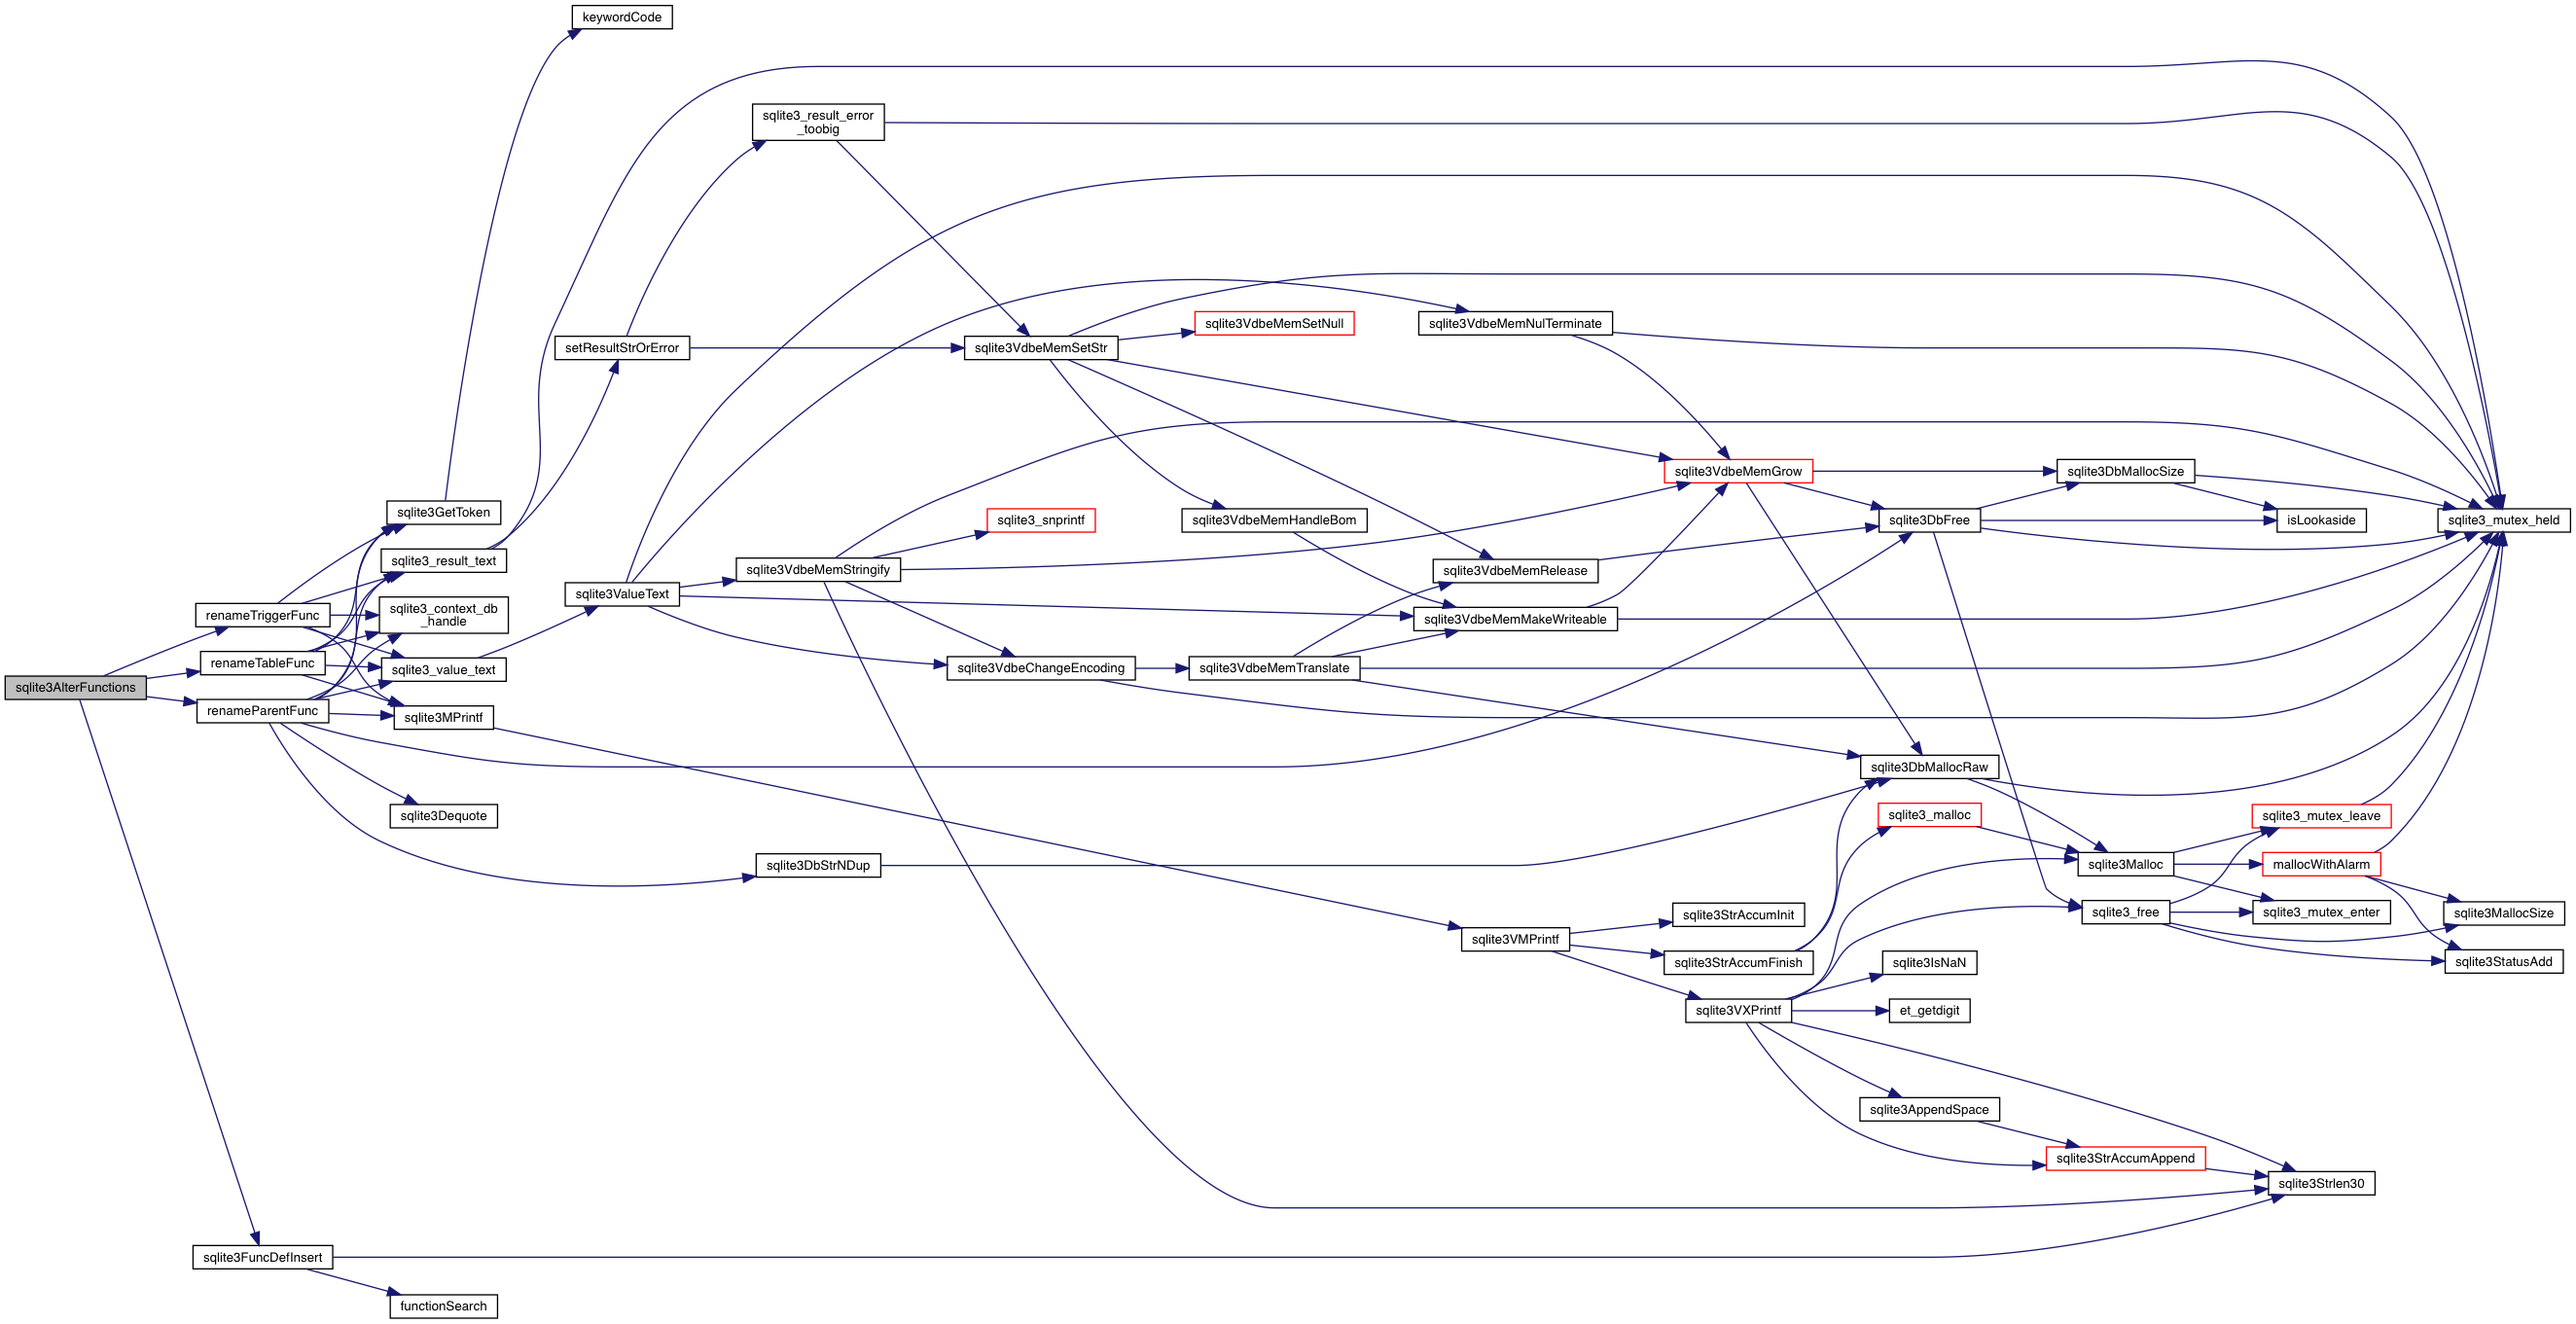 keywordCode
sqlite3_result_error
_toobig
sqlite3VdbeMemSetNull
sqlite3VdbeMemNulTerminate
setResultStrOrError
sqlite3VdbeMemSetStr
sqlite3VdbeMemGrow
sqlite3DbMallocSize
sqlite3GetToken
sqlite3_snprintf
sqlite3VdbeMemHandleBom
sqlite3DbFree
isLookaside
sqlite3_mutex_held
sqlite3_result_text
sqlite3VdbeMemStringify
sqlite3VdbeMemRelease
sqlite3ValueText
renameTriggerFunc
sqlite3_context_db
_handle
sqlite3VdbeMemMakeWriteable
renameTableFunc
sqlite3_value_text
sqlite3VdbeChangeEncoding
sqlite3VdbeMemTranslate
sqlite3AlterFunctions
renameParentFunc
sqlite3MPrintf
sqlite3DbMallocRaw
sqlite3Dequote
sqlite3_malloc
sqlite3_mutex_leave
sqlite3DbStrNDup
sqlite3Malloc
mallocWithAlarm
sqlite3StrAccumInit
sqlite3_free
sqlite3_mutex_enter
sqlite3MallocSize
sqlite3VMPrintf
sqlite3StrAccumFinish
sqlite3IsNaN
sqlite3StatusAdd
sqlite3VXPrintf
et_getdigit
sqlite3AppendSpace
sqlite3StrAccumAppend
sqlite3Strlen30
sqlite3FuncDefInsert
functionSearch